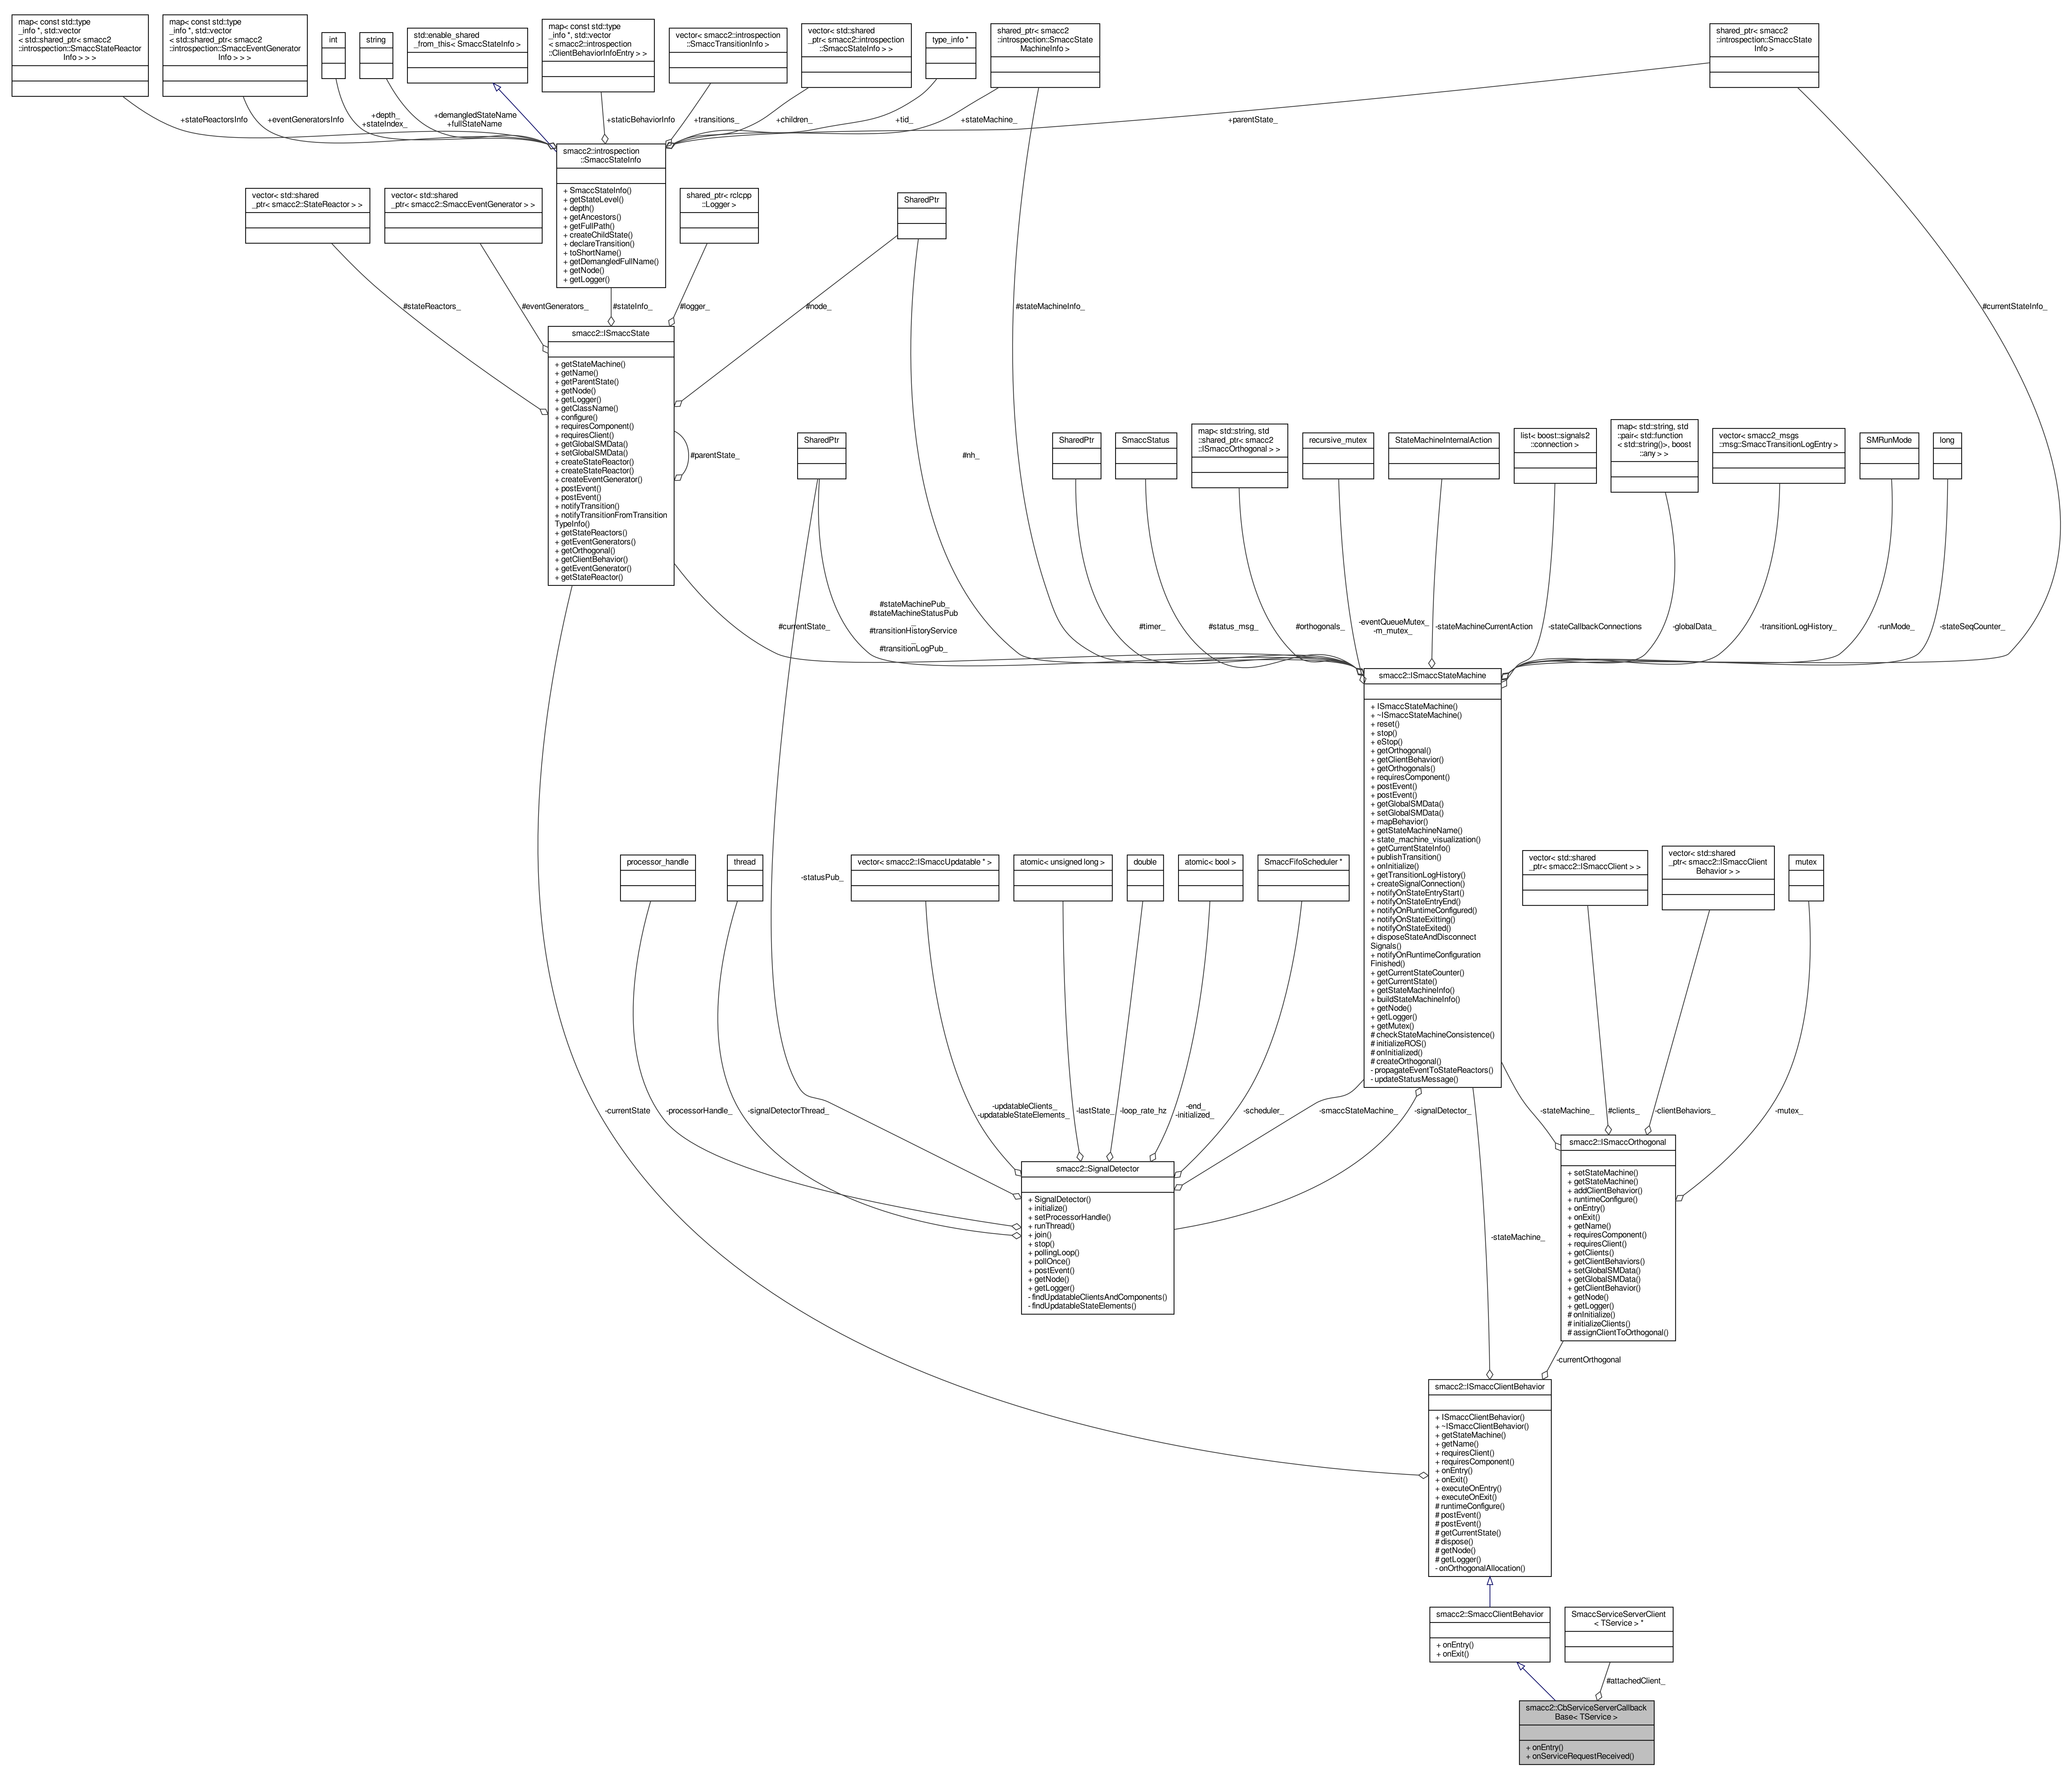 map< const std::type
_info *, std::vector
< std::shared_ptr< smacc2
::introspection::SmaccStateReactor
Info > > >
map< const std::type
_info *, std::vector
< std::shared_ptr< smacc2
::introspection::SmaccEventGenerator
Info > > >
int
string
std::enable_shared
_from_this< SmaccStateInfo >
map< const std::type
_info *, std::vector
< smacc2::introspection
::ClientBehaviorInfoEntry > >
vector< smacc2::introspection
::SmaccTransitionInfo >
vector< std::shared
_ptr< smacc2::introspection
::SmaccStateInfo > >
type_info *
shared_ptr< smacc2
::introspection::SmaccState
MachineInfo >
shared_ptr< smacc2
::introspection::SmaccState
Info >
+stateReactorsInfo
+eventGeneratorsInfo
+depth_
+stateIndex_
+demangledStateName
+fullStateName
+staticBehaviorInfo
+transitions_
+children_
+tid_
+stateMachine_
+parentState_
smacc2::introspection
::SmaccStateInfo
+ SmaccStateInfo()
+ getStateLevel()
+ depth()
+ getAncestors()
+ getFullPath()
+ createChildState()
+ declareTransition()
+ toShortName()
+ getDemangledFullName()
+ getNode()
+ getLogger()
vector< std::shared
_ptr< smacc2::StateReactor > >
vector< std::shared
_ptr< smacc2::SmaccEventGenerator > >
shared_ptr< rclcpp
::Logger >
SharedPtr
#stateReactors_
#eventGenerators_
#stateInfo_
#logger_
#node_
#stateMachineInfo_
#currentStateInfo_
smacc2::ISmaccState
+ getStateMachine()
+ getName()
+ getParentState()
+ getNode()
+ getLogger()
+ getClassName()
+ configure()
+ requiresComponent()
+ requiresClient()
+ getGlobalSMData()
+ setGlobalSMData()
+ createStateReactor()
+ createStateReactor()
+ createEventGenerator()
+ postEvent()
+ postEvent()
+ notifyTransition()
+ notifyTransitionFromTransition
TypeInfo()
+ getStateReactors()
+ getEventGenerators()
+ getOrthogonal()
+ getClientBehavior()
+ getEventGenerator()
+ getStateReactor()
#parentState_
SharedPtr
#nh_
SharedPtr
SmaccStatus
map< std::string, std
::shared_ptr< smacc2
::ISmaccOrthogonal > >
recursive_mutex
StateMachineInternalAction
list< boost::signals2
::connection >
map< std::string, std
::pair< std::function
< std::string()>, boost
::any > >
vector< smacc2_msgs
::msg::SmaccTransitionLogEntry >
SMRunMode
long
#currentState_
#stateMachinePub_
#stateMachineStatusPub
_
#transitionHistoryService
_
#transitionLogPub_
#timer_
#status_msg_
#orthogonals_
-eventQueueMutex_
-m_mutex_
-stateMachineCurrentAction
-stateCallbackConnections
-globalData_
-transitionLogHistory_
-runMode_
-stateSeqCounter_
smacc2::ISmaccStateMachine
+ ISmaccStateMachine()
+ ~ISmaccStateMachine()
+ reset()
+ stop()
+ eStop()
+ getOrthogonal()
+ getClientBehavior()
+ getOrthogonals()
+ requiresComponent()
+ postEvent()
+ postEvent()
+ getGlobalSMData()
+ setGlobalSMData()
+ mapBehavior()
+ getStateMachineName()
+ state_machine_visualization()
+ getCurrentStateInfo()
+ publishTransition()
+ onInitialize()
+ getTransitionLogHistory()
+ createSignalConnection()
+ notifyOnStateEntryStart()
+ notifyOnStateEntryEnd()
+ notifyOnRuntimeConfigured()
+ notifyOnStateExitting()
+ notifyOnStateExited()
+ disposeStateAndDisconnect
Signals()
+ notifyOnRuntimeConfiguration
Finished()
+ getCurrentStateCounter()
+ getCurrentState()
+ getStateMachineInfo()
+ buildStateMachineInfo()
+ getNode()
+ getLogger()
+ getMutex()
# checkStateMachineConsistence()
# initializeROS()
# onInitialized()
# createOrthogonal()
- propagateEventToStateReactors()
- updateStatusMessage()
processor_handle
thread
-statusPub_
vector< smacc2::ISmaccUpdatable * >
atomic< unsigned long >
double
atomic< bool >
SmaccFifoScheduler *
vector< std::shared
_ptr< smacc2::ISmaccClient > >
vector< std::shared
_ptr< smacc2::ISmaccClient
Behavior > >
mutex
-currentState
-processorHandle_
-signalDetectorThread_
-updatableClients_
-updatableStateElements_
-lastState_
-loop_rate_hz
-end_
-initialized_
-scheduler_
-smaccStateMachine_
-signalDetector_
-stateMachine_
#clients_
-clientBehaviors_
-mutex_
smacc2::SignalDetector
+ SignalDetector()
+ initialize()
+ setProcessorHandle()
+ runThread()
+ join()
+ stop()
+ pollingLoop()
+ pollOnce()
+ postEvent()
+ getNode()
+ getLogger()
- findUpdatableClientsAndComponents()
- findUpdatableStateElements()
smacc2::ISmaccOrthogonal
+ setStateMachine()
+ getStateMachine()
+ addClientBehavior()
+ runtimeConfigure()
+ onEntry()
+ onExit()
+ getName()
+ requiresComponent()
+ requiresClient()
+ getClients()
+ getClientBehaviors()
+ setGlobalSMData()
+ getGlobalSMData()
+ getClientBehavior()
+ getNode()
+ getLogger()
# onInitialize()
# initializeClients()
# assignClientToOrthogonal()
-stateMachine_
-currentOrthogonal
smacc2::ISmaccClientBehavior
+ ISmaccClientBehavior()
+ ~ISmaccClientBehavior()
+ getStateMachine()
+ getName()
+ requiresClient()
+ requiresComponent()
+ onEntry()
+ onExit()
+ executeOnEntry()
+ executeOnExit()
# runtimeConfigure()
# postEvent()
# postEvent()
# getCurrentState()
# dispose()
# getNode()
# getLogger()
- onOrthogonalAllocation()
smacc2::SmaccClientBehavior
+ onEntry()
+ onExit()
SmaccServiceServerClient
< TService > *
#attachedClient_
smacc2::CbServiceServerCallback
Base< TService >
+ onEntry()
+ onServiceRequestReceived()